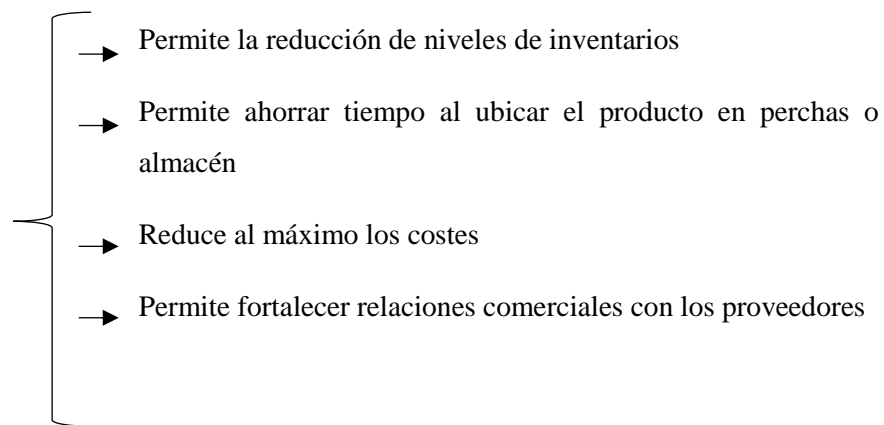 Permite la reducción de niveles de inventarios
Permite ahorrar tiempo al ubicar el producto en perchas o
almacén
Reduce al máximo los costes
Permite fortalecer relaciones comerciales con los proveedores